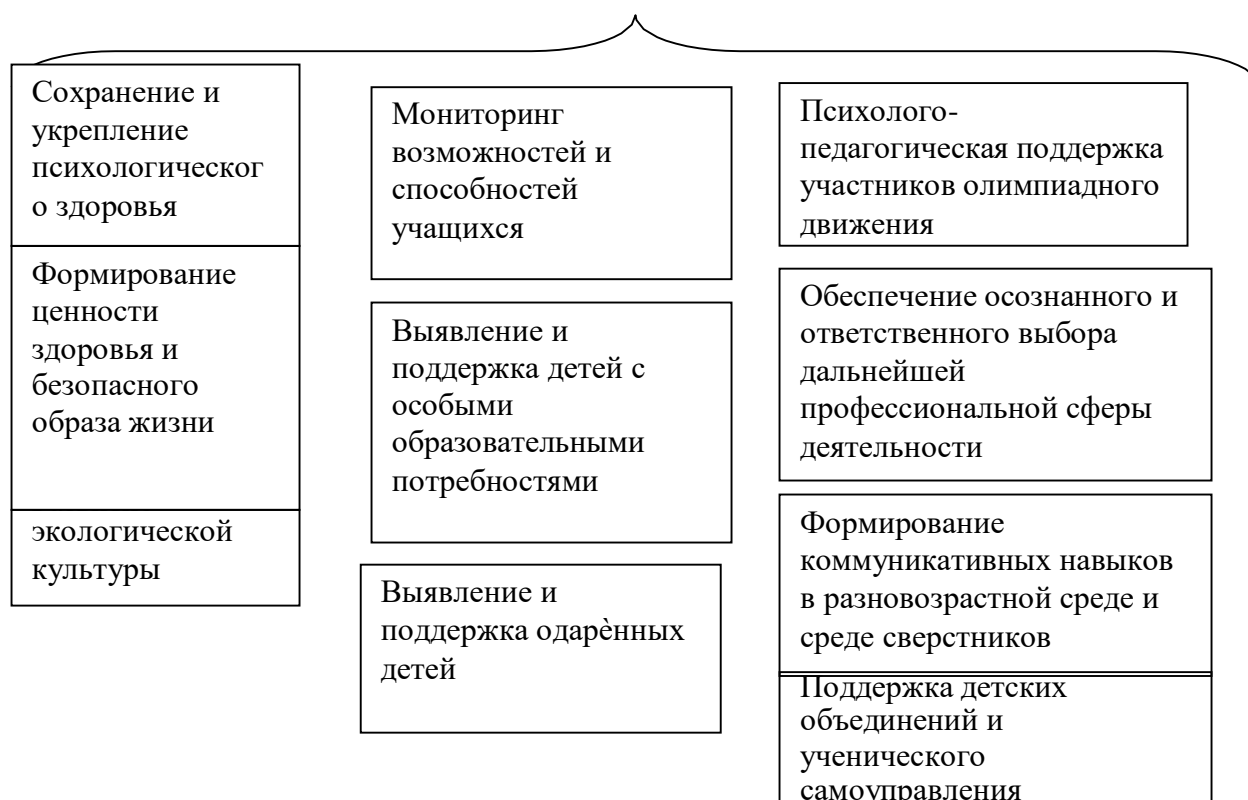 Сохранение и
укрепление
психологическог
о здоровья
Формирование
ценности
здоровья и
безопасного
образа жизни
экологической
культуры
Мониторинг
возможностей и
способностей
учащихся
Выявление и
поддержка детей с
особыми
образовательными
потребностями
Выявление и
поддержка одарѐнных
детей
Психолого-
педагогическая поддержка
участников олимпиадного
движения
Обеспечение осознанного и
ответственного выбора
дальнейшей
профессиональной сферы
деятельности
Формирование
коммуникативных навыков
в разновозрастной среде и
среде сверстников
Поддержка детских
объединений и
ученического
самоуправления